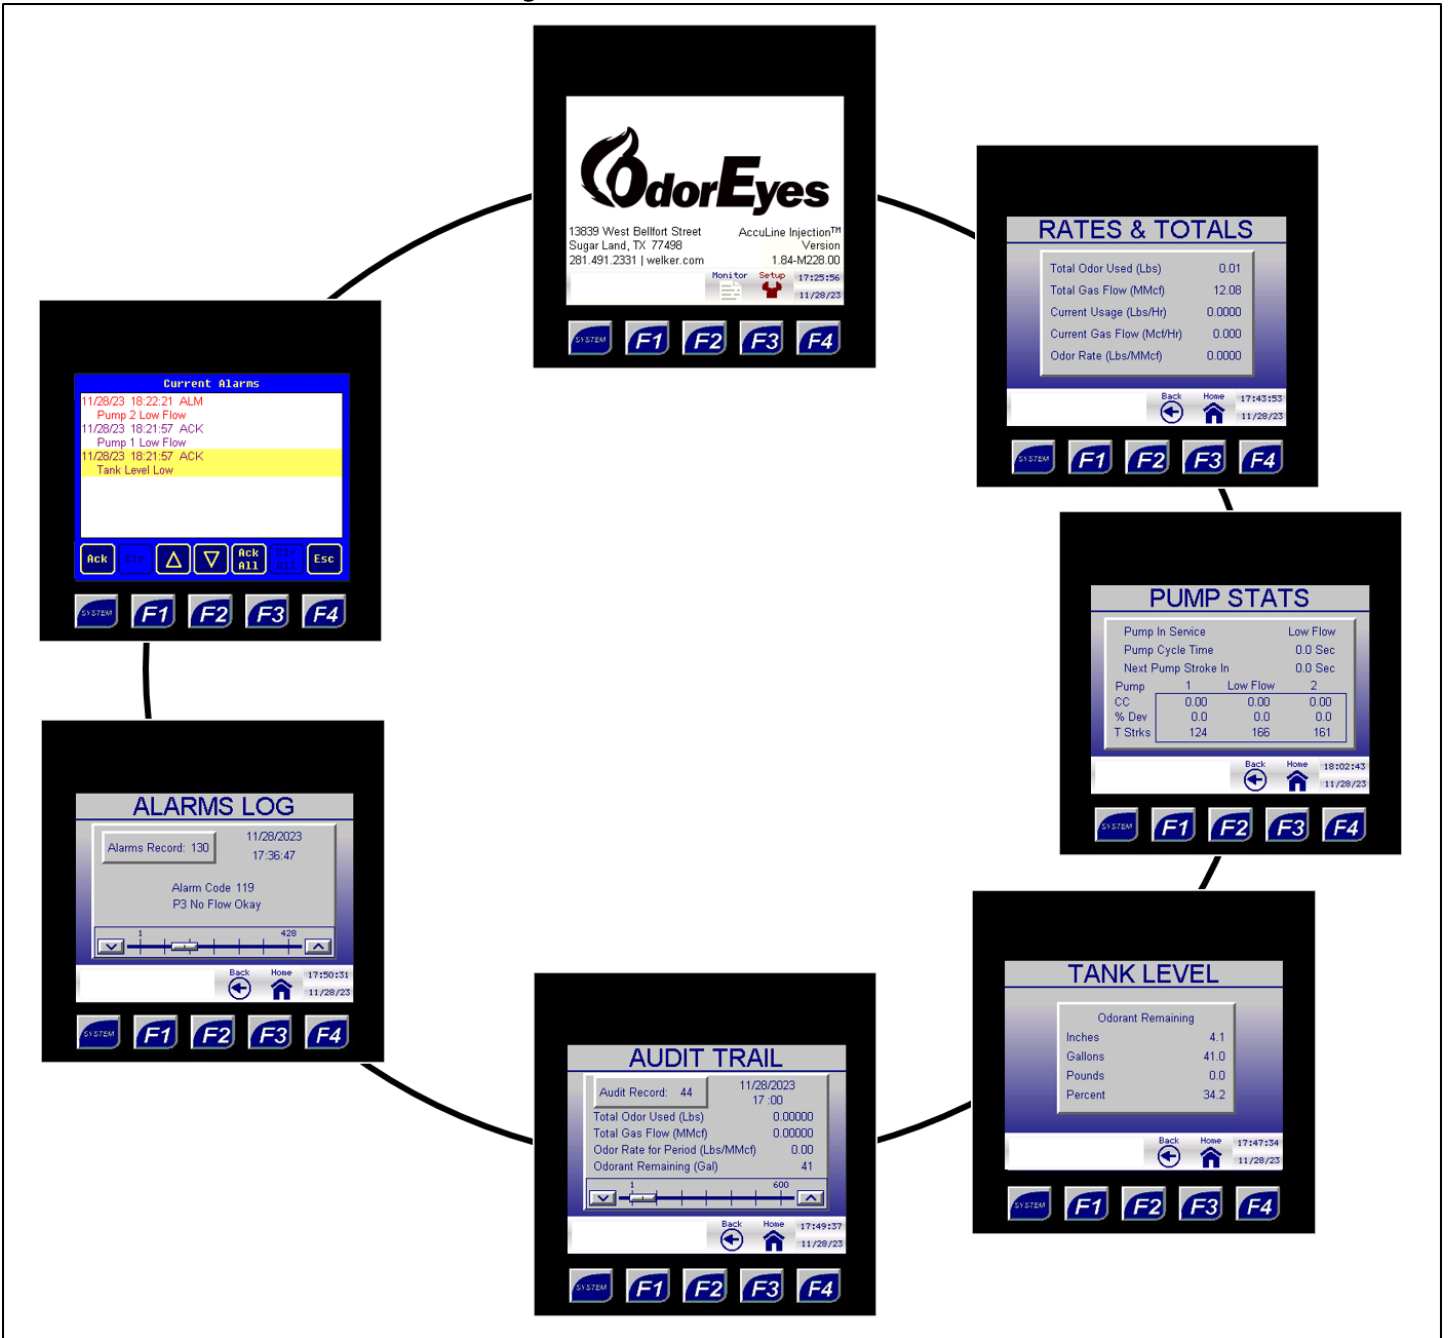 OdorEyes
13839 West Bellfort Street
Sugar Land, TX 77498
281.491.2331 | welker.com
AccuLine Injection™
Version
1.84-M228.00
Monitor Setup 17:25:56
11/28/23
SYSTEM F1 F2 F3 F4
RATES & TOTALS
Total Odor Used (Lbs) 0.01
Total Gas Flow (MMcf) 12.08
Current Usage (Lbs/Hr) 0.0000
Current Gas Flow (Mcf/Hr) 0.000
Odor Rate (Lbs/MMcf) 0.0000
Back Home 17:43:53
11/28/23
SYSTEM F1 F2 F3 F4
PUMP STATS
Pump In Service Low Flow
Pump Cycle Time 0.0 Sec
Next Pump Stroke In 0.0 Sec
Pump 1 Low Flow 2
CC 0.00 0.00 0.00
% Dev 0.0 0.0 0.0
T Strks 124 166 161
Back Home 18:02:43
11/28/23
SYSTEM F1 F2 F3 F4
TANK LEVEL
Odorant Remaining
Inches 4.1
Gallons 41.0
Pounds 0.0
Percent 34.2
Back Home 17:47:34
11/28/23
SYSTEM F1 F2 F3 F4
AUDIT TRAIL
Audit Record: 44 11/28/2023
17 :00
Total Odor Used (Lbs) 0.00000
Total Gas Flow (MMcf) 0.00000
Odor Rate for Period (Lbs/MMcf) 0.00
Odorant Remaining (Gal) 41
1 600
Back Home 17:49:37
11/28/23
SYSTEM F1 F2 F3 F4
ALARMS LOG
Alarms Record: 130 11/28/2023
17:36:47
Alarm Code 119
P3 No Flow Okay
1 428
Back Home 17:50:31
11/28/23
SYSTEM F1 F2 F3 F4
Current Alarms
11/28/23 18:22:21 ALM
Pump 2 Low Flow
11/28/23 18:21:57 ACK
Pump 1 Low Flow
11/28/23 18:21:57 ACK
Tank Level Low
Ack Clr Ack All Clr All Esc
SYSTEM F1 F2 F3 F4